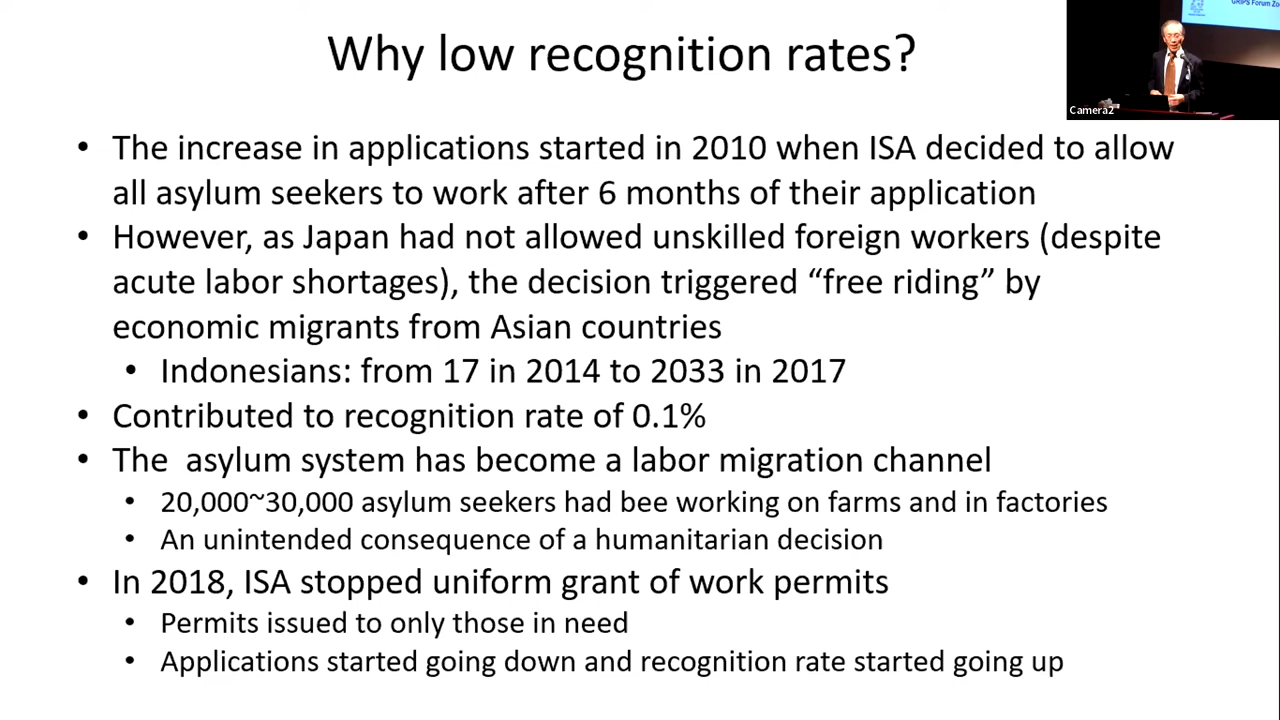 Why low recognition rates?
GRIPS Forum Zo
Camera2
• The increase in applications started in 2010 when ISA decided to allow
all asylum seekers to work after 6 months of their application
• However, as Japan had not allowed unskilled foreign workers (despite
acute labor shortages), the decision triggered “free riding” by
economic migrants from Asian countries
• Indonesians: from 17 in 2014 to 2033 in 2017
• Contributed to recognition rate of 0.1%
• The  asylum system has become a labor migration channel
• 20,000~30,000 asylum seekers had bee working on farms and in factories
• An unintended consequence of a humanitarian decision
• In 2018, ISA stopped uniform grant of work permits
• Permits issued to only those in need
• Applications started going down and recognition rate started going up